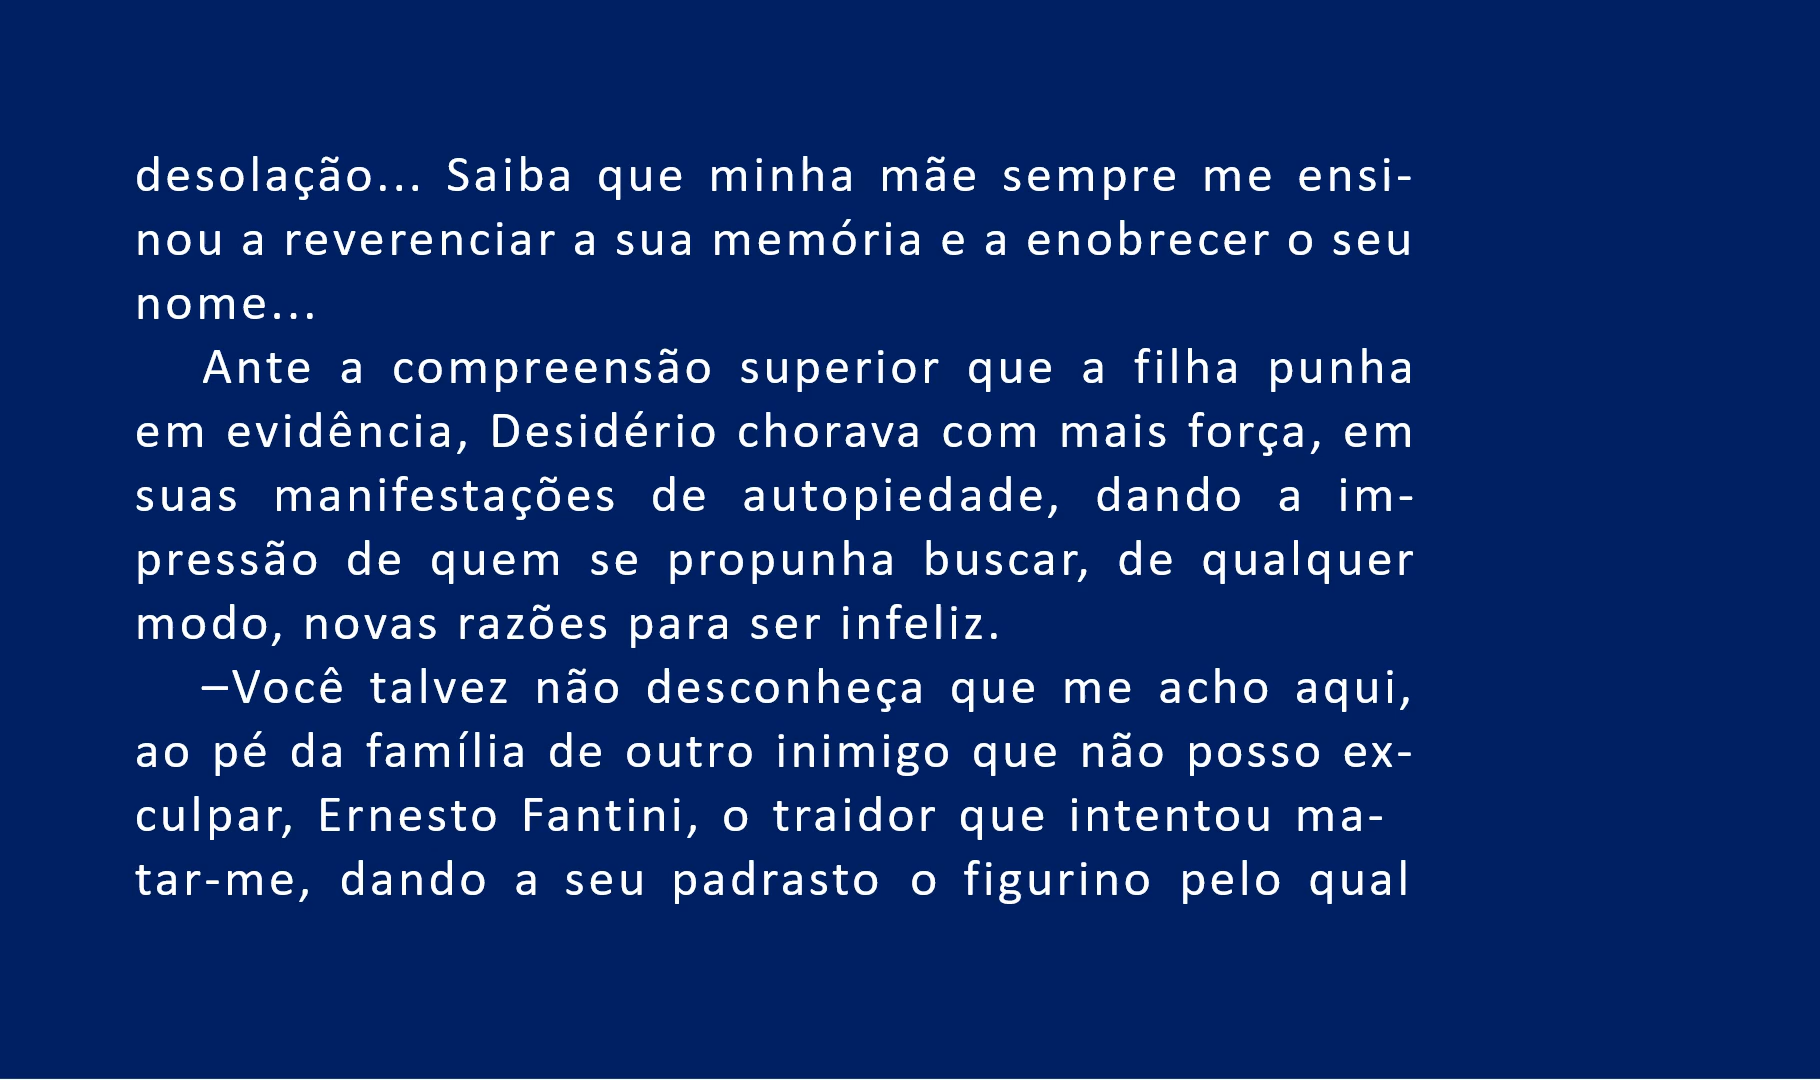 desolação... Saiba que minha mãe sempre me ensi-
nou a reverenciar a sua memória e a enobrecer o seu
nome...
Ante a compreensão superior que a filha punha
em evidência, Desidério chorava com mais força, em
suas manifestações de autopiedade, dando a im-
pressão de quem se propunha buscar, de qualquer
modo, novas razões para ser infeliz.
–Você talvez não desconheça que me acho aqui,
ao pé da família de outro inimigo que não posso ex-
culpar, Ernesto Fantini, o traidor que intentou ma-
tar-me, dando a seu padrasto o figurino pelo qual